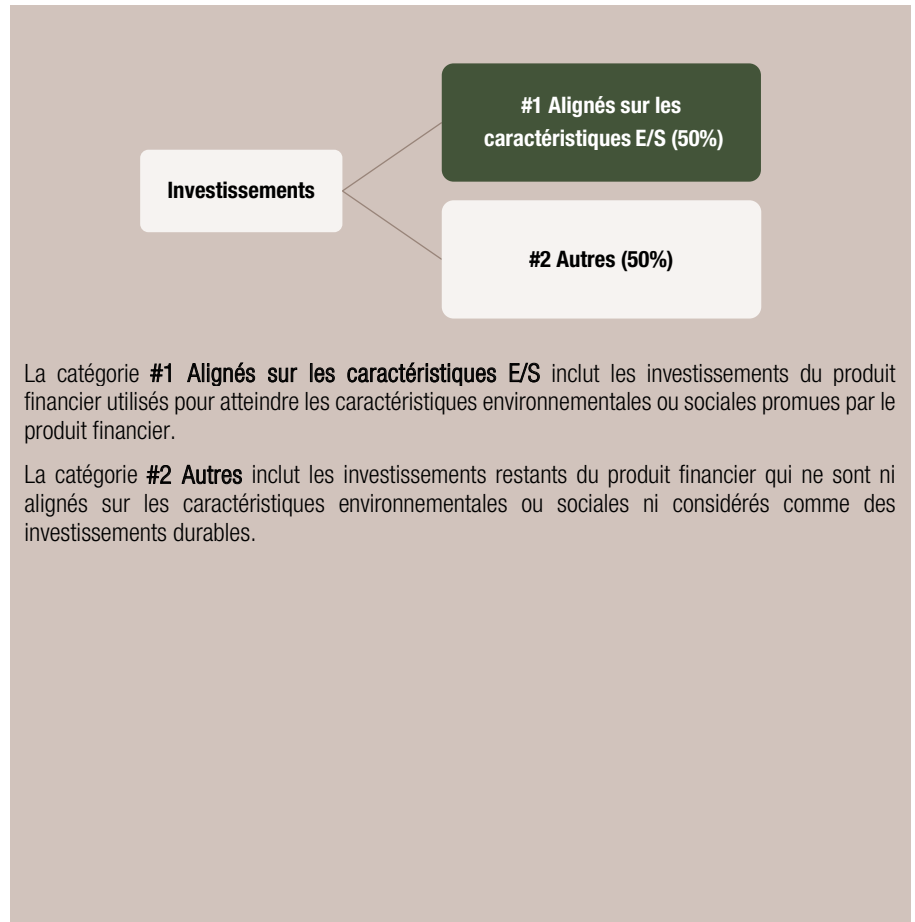 #1 Alignés sur les
caractéristiques E/S (50%)
Investissements
#2 Autres (50%)
La catégorie #1 Alignés sur les caractéristiques E/S inclut les investissements du produit
financier utilisés pour atteindre les caractéristiques environnementales ou sociales promues par le
produit financier.
La catégorie #2 Autres inclut les investissements restants du produit financier qui ne sont ni
alignés sur les caractéristiques environnementales ou sociales ni considérés comme des
investissements durables.